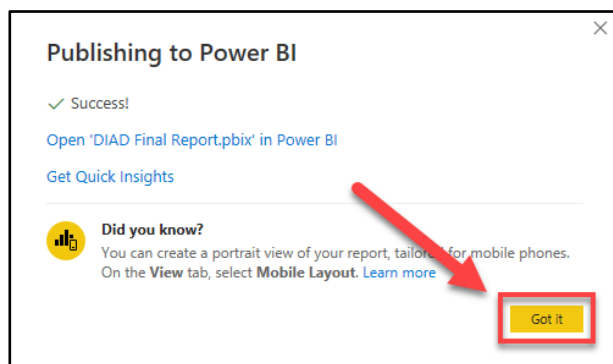 Publishing to Power BI
Success!
Open 'DIAD Final Report.pbix' in Power BI
Get Quick Insights
Did you know?
You can create a portrait view of your report, tailored for mobile phones.
On the View tab, select Mobile Layout. Learn more
Got it